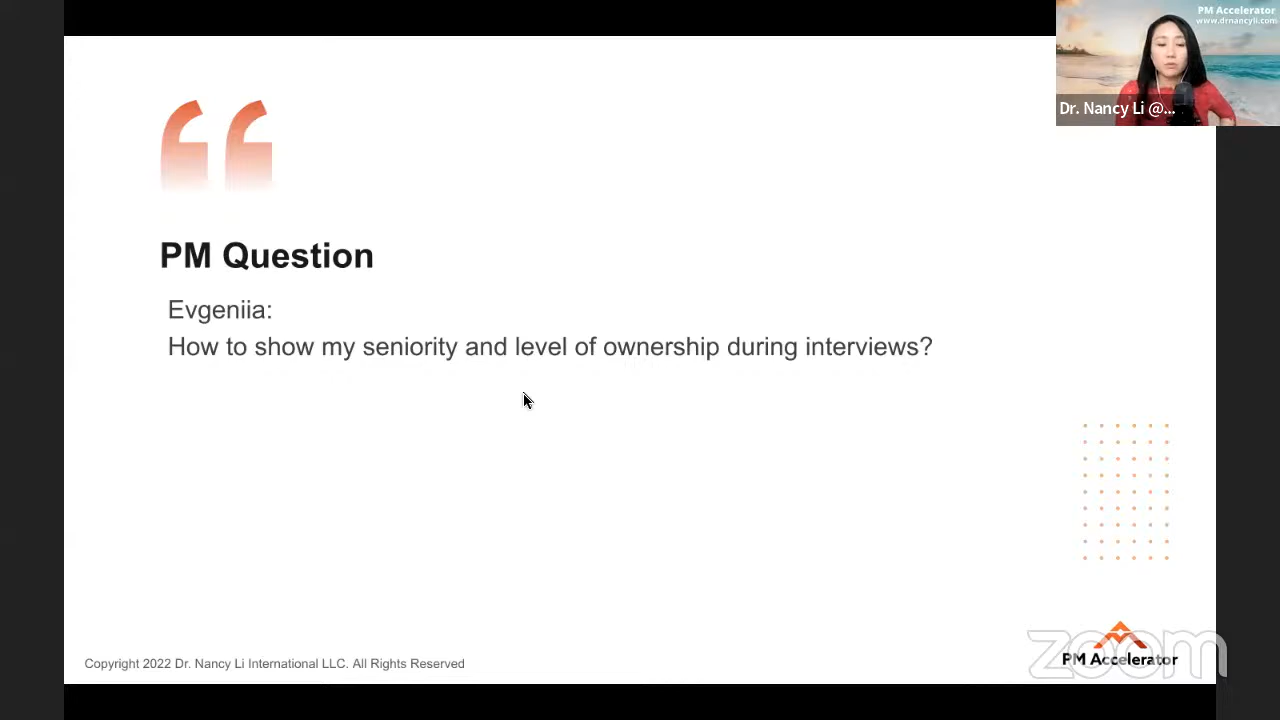 PM Accelerator
www.drnancyli.com
Dr. Nancy Li @...
PM Question
Evgeniia:
How to show my seniority and level of ownership during interviews?
Copyright 2022 Dr. Nancy Li International LLC. All Rights Reserved
zoom
PM Accelerator